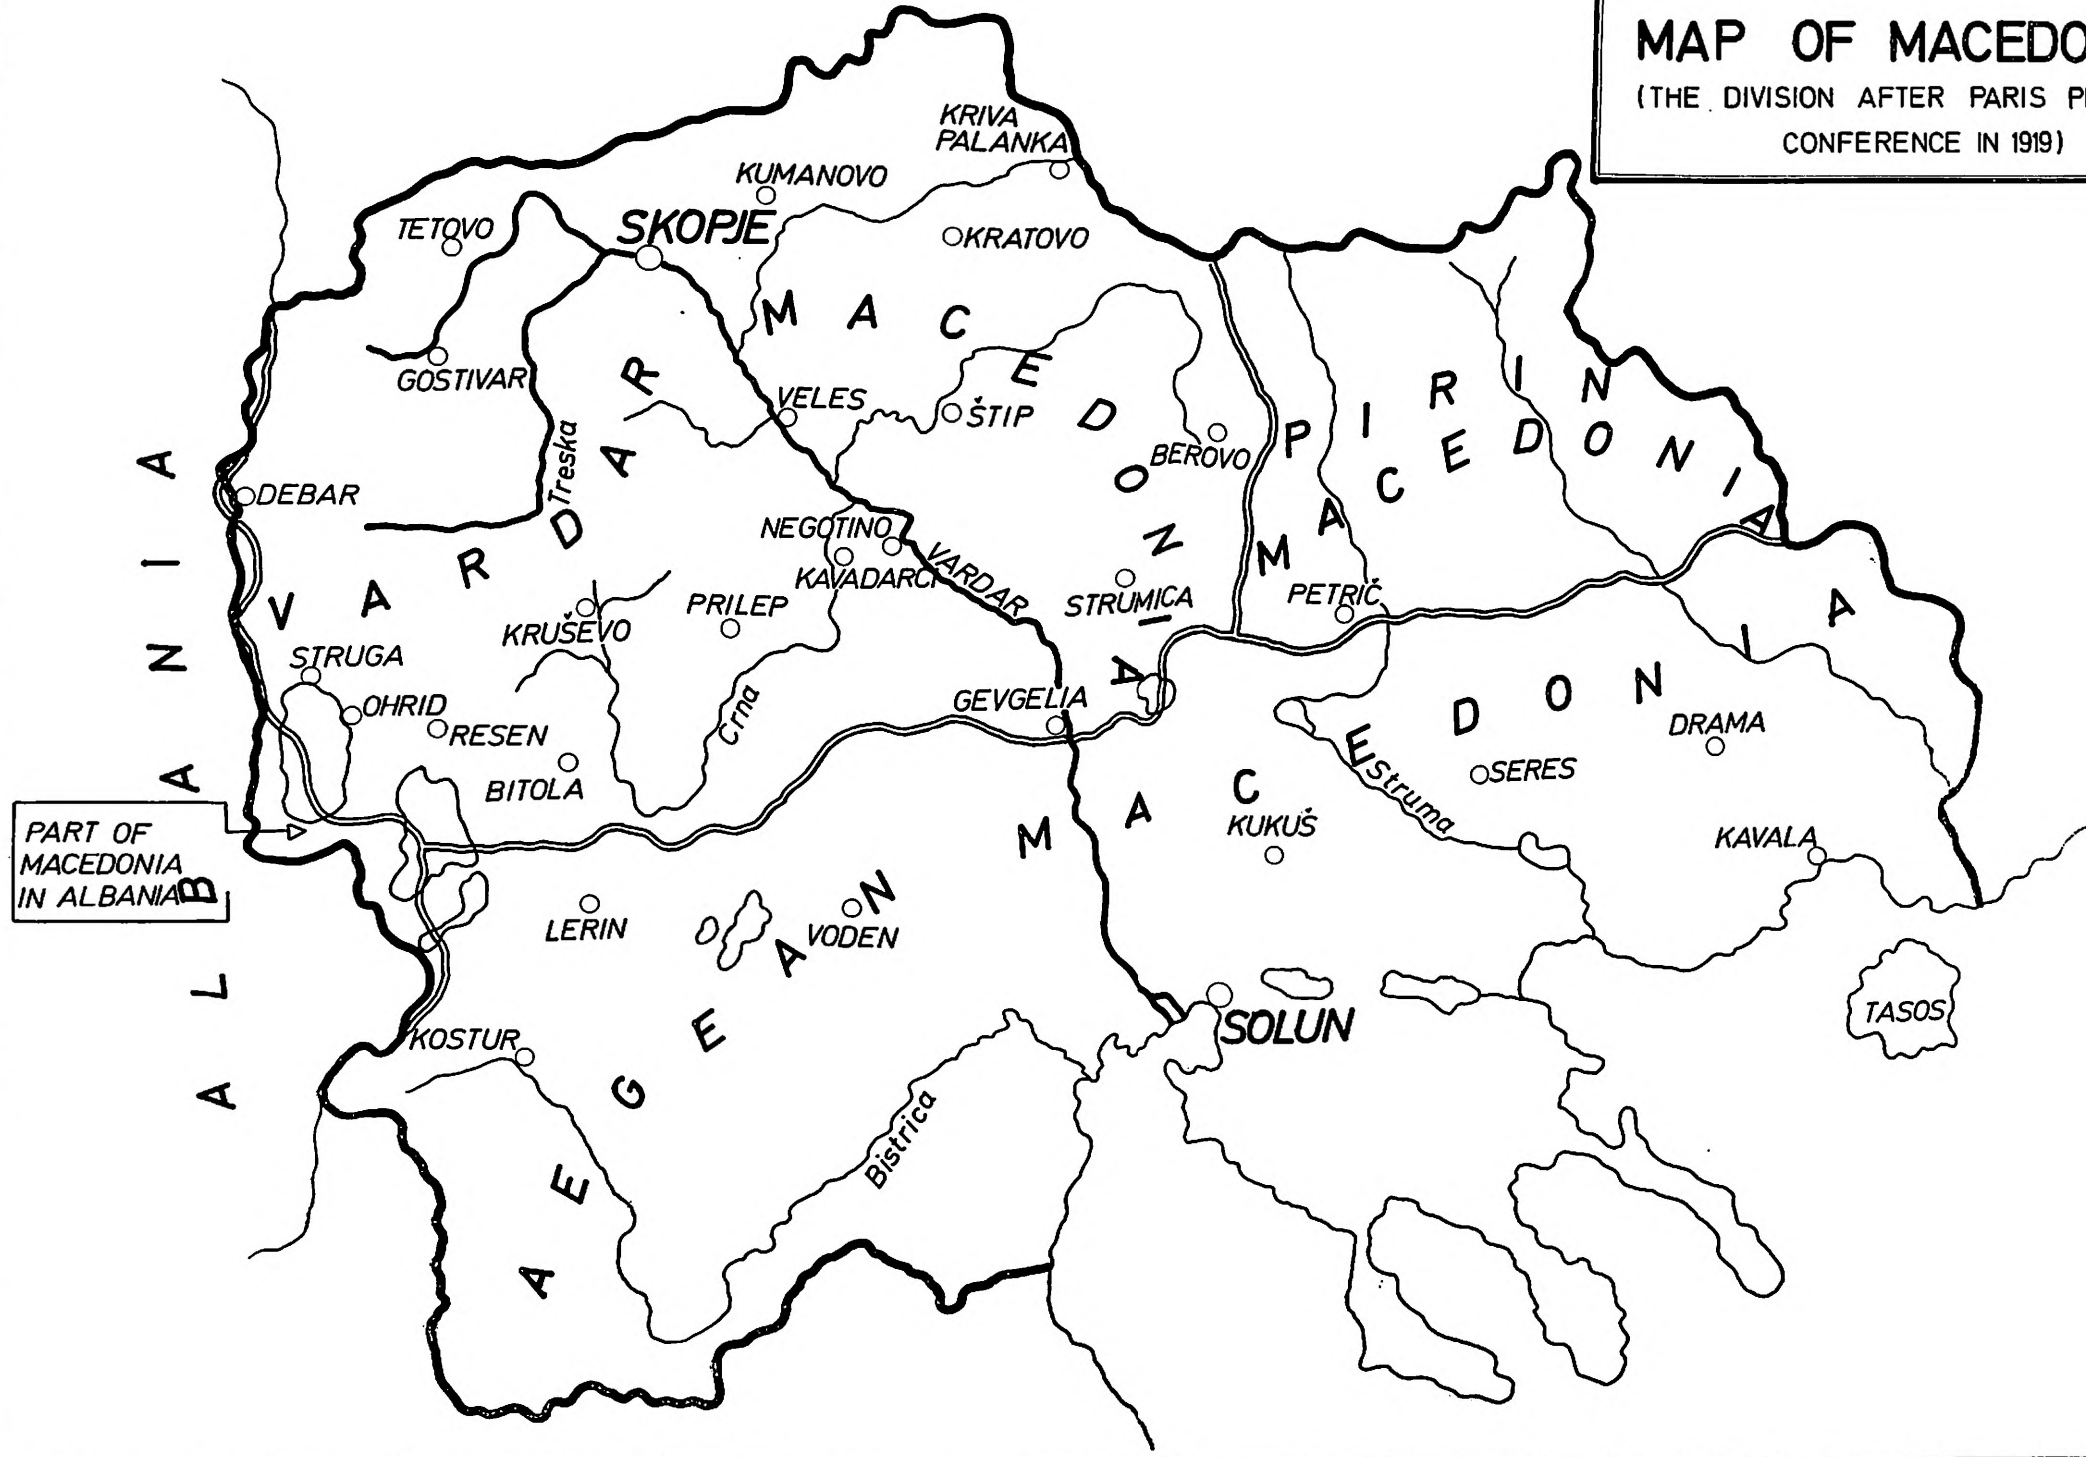 MAP OF MACEDO
(THE DIVISION AFTER PARIS P
CONFERENCE IN 1919)
KRIVA
PALANKA
KUMANOVO
TETOVO
SKOPJE
KRATOVO
GOSTIVAR
Treska
VELES
ŠTIP
BEROVO
DEBAR
NEGOTINO
KAVADARCI
VARDAR
STRUMICA
PETRIČ
KRUŠEVO
PRILEP
STRUGA
OHRID
RESEN
BITOLA
Crna
GEVGELIA
VARDAR MACEDONIA
PIRIN
MACEDONIA
AEGEAN MACEDONIA
ALBANIA
PART OF
MACEDONIA
IN ALBANIA
DRAMA
SERES
Struma
KUKUŠ
KAVALA
LERIN
VODEN
SOLUN
TASOS
KOSTUR
Bistrica